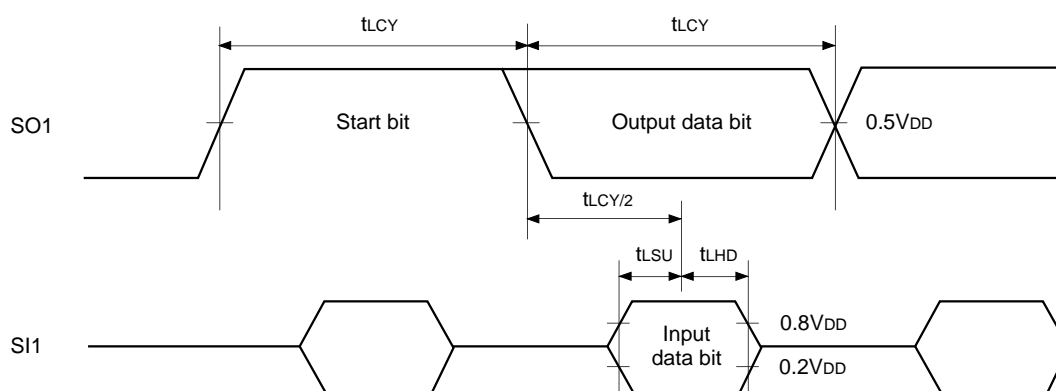 tLCY
tLCY
SO1
Start bit
Output data bit
0.5VDD
tLCY/2
tLSU
tLHD
SI1
Input
data bit
0.8VDD
0.2VDD